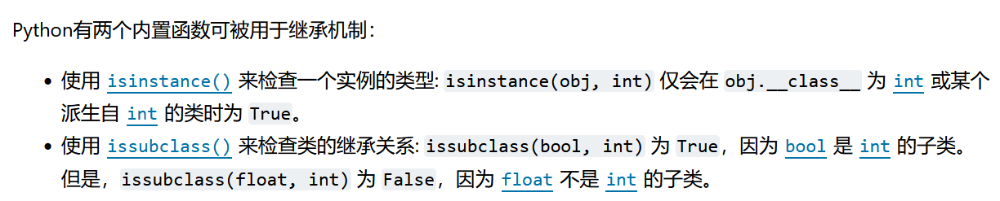 Python有两个内置函数可被用于继承机制：
• 使用 isinstance() 来检查一个实例的类型: isinstance(obj, int) 仅会在 obj.__class__ 为 int 或某个
派生自 int 的类时为 True。
• 使用 issubclass() 来检查类的继承关系: issubclass(bool, int) 为 True，因为 bool 是 int 的子类。
但是，issubclass(float, int) 为 False，因为 float 不是 int 的子类。